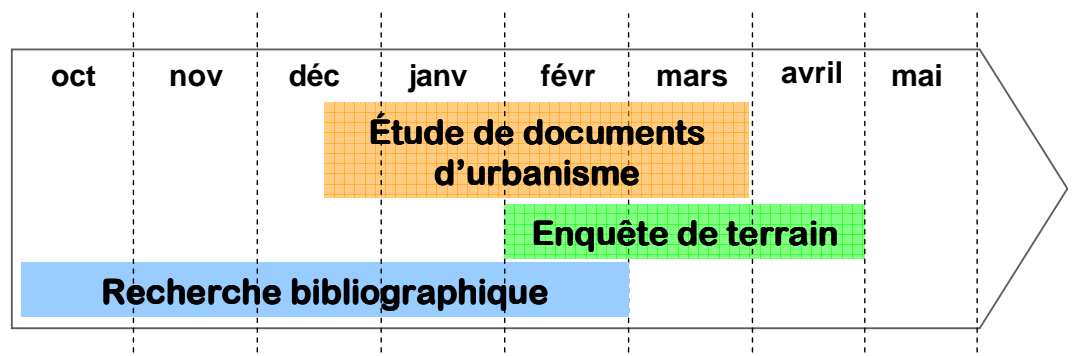 oct nov déc janv févr mars avril mai
Étude de documents
d’urbanisme
Enquête de terrain
Recherche bibliographique